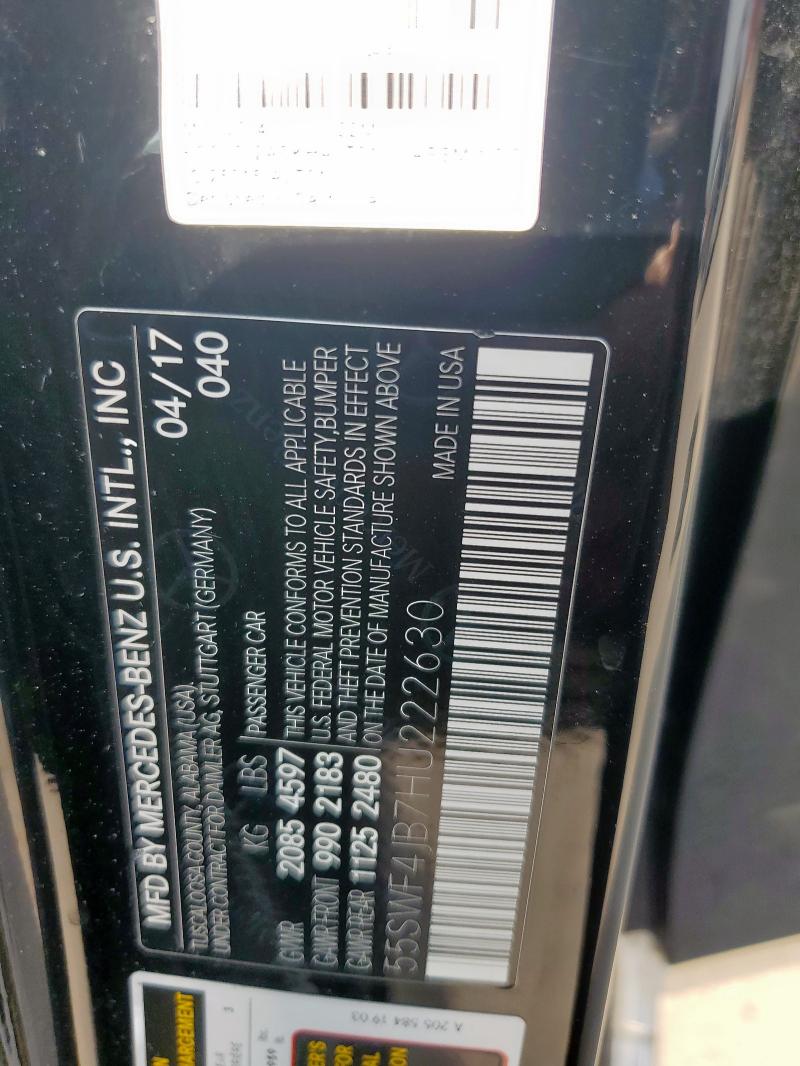 MFD BY MERCEDES-BENZ U.S. INTL., INC
TUSCALOOSA COUNTY, ALABAMA (USA)
04/17
UNDER CONTRACT FOR DAIMLER AG, STUTTGART (GERMANY)
040
KG LBS PASSENGER CAR
GVWR 2085 4597 THIS VEHICLE CONFORMS TO ALL APPLICABLE
GAWR FRONT 990 2183 U.S. FEDERAL MOTOR VEHICLE SAFETY BUMPER
GAWR REAR 1125 2480 AND THEFT PREVENTION STANDARDS IN EFFECT
ON THE DATE OF MANUFACTURE SHOWN ABOVE
55SWF4JB7HU222630 MADE IN USA
A 205 584 19 03